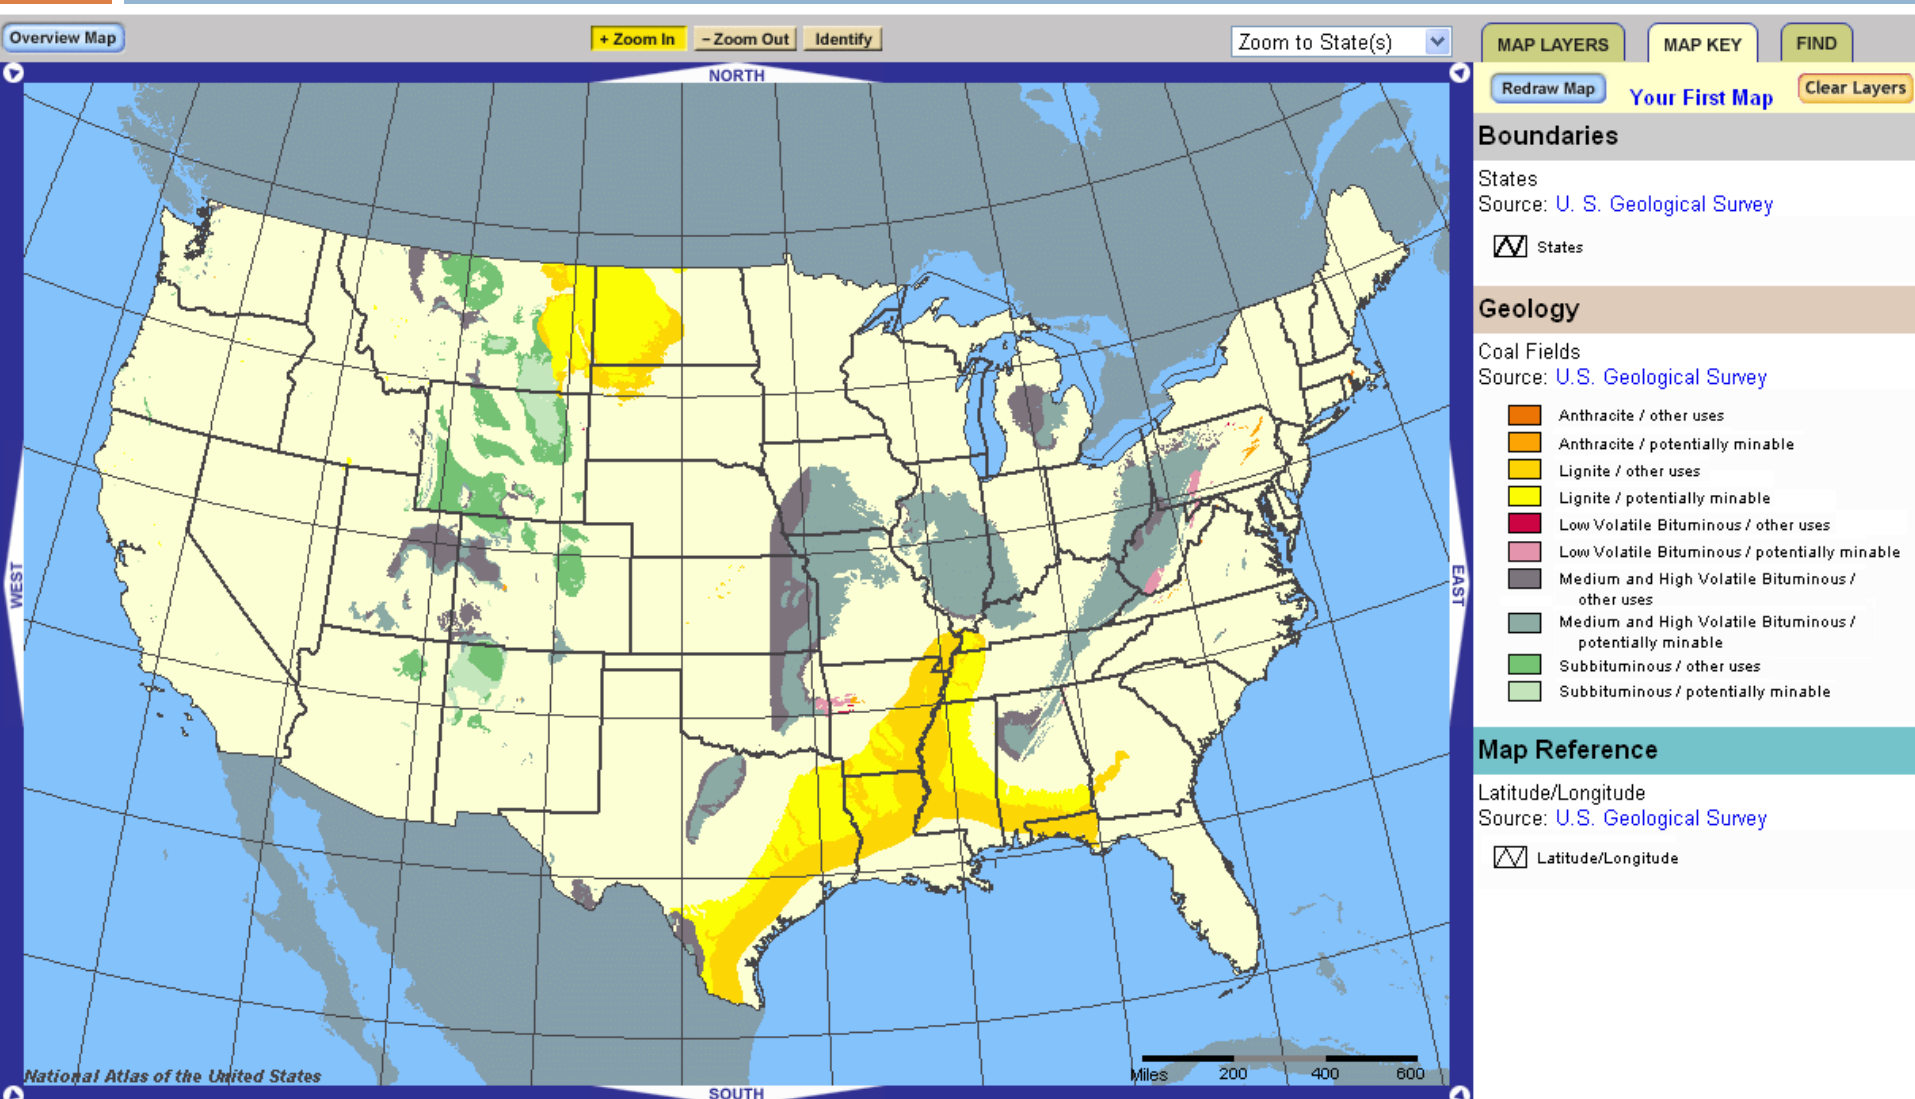 Overview Map
+ Zoom In
– Zoom Out
Identify
Zoom to State(s)
MAP LAYERS
MAP KEY
FIND
NORTH
WEST
EAST
SOUTH
National Atlas of the United States
Miles 200 400 600
Redraw Map
Your First Map
Clear Layers
Boundaries
States
Source: U. S. Geological Survey
States
Geology
Coal Fields
Source: U.S. Geological Survey
Anthracite / other uses
Anthracite / potentially minable
Lignite / other uses
Lignite / potentially minable
Low Volatile Bituminous / other uses
Low Volatile Bituminous / potentially minable
Medium and High Volatile Bituminous /
other uses
Medium and High Volatile Bituminous /
potentially minable
Subbituminous / other uses
Subbituminous / potentially minable
Map Reference
Latitude/Longitude
Source: U.S. Geological Survey
Latitude/Longitude